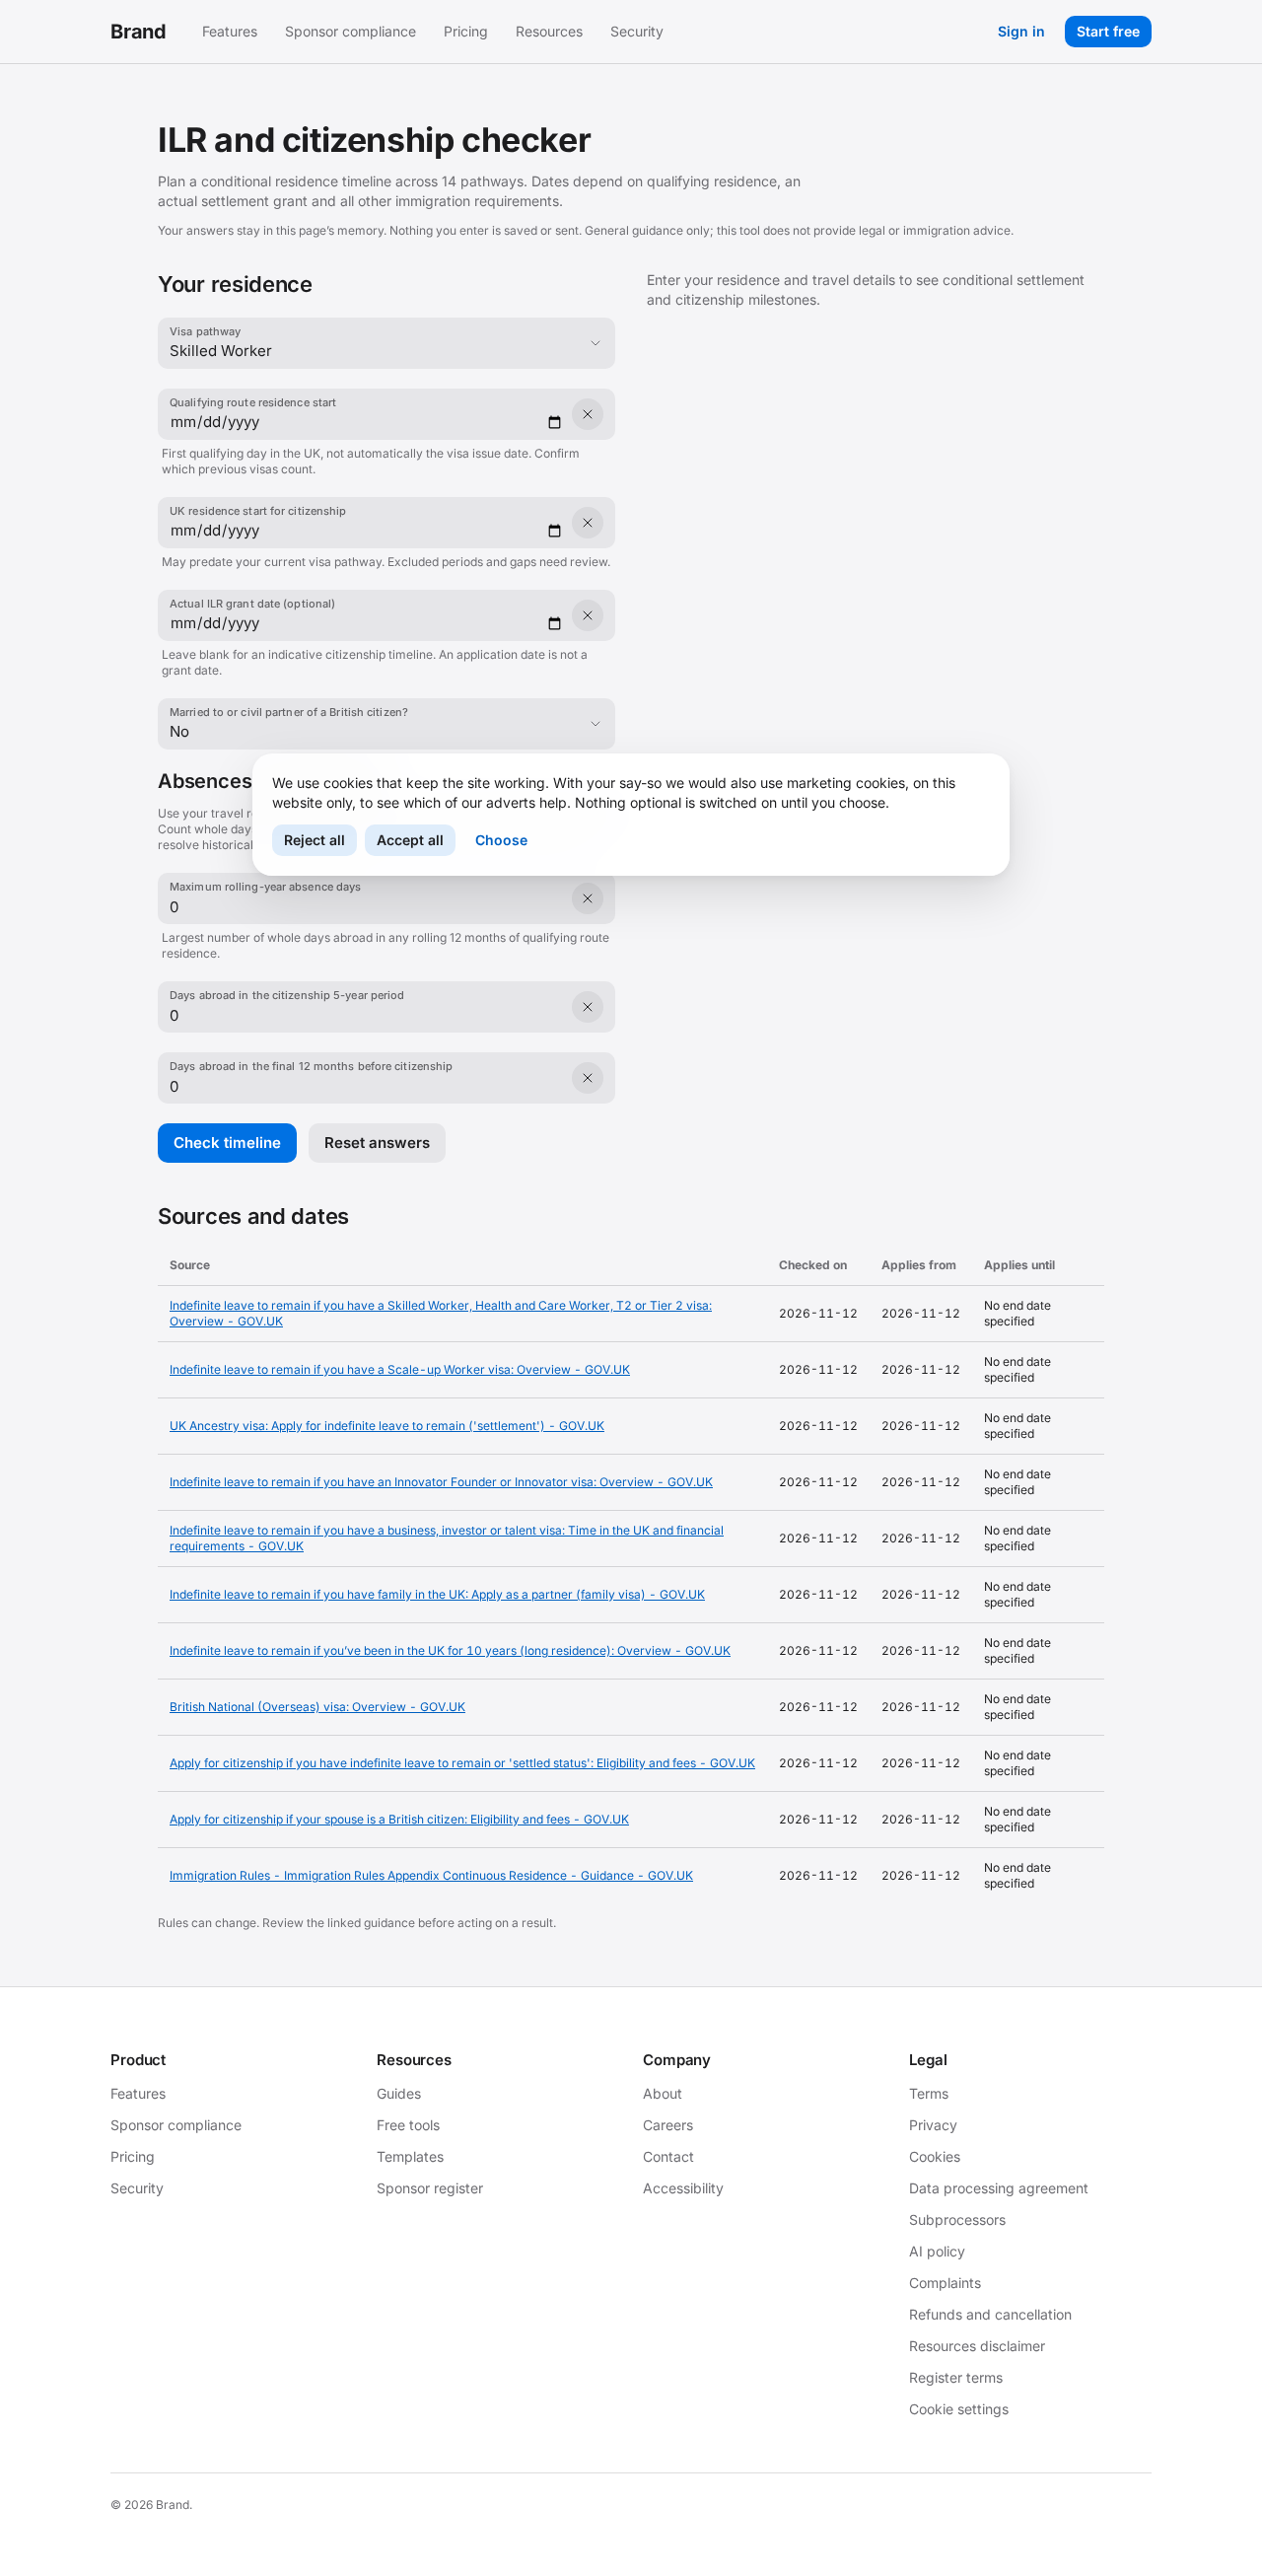 Brand
Features
Sponsor compliance
Pricing
Resources
Security
Sign in
Start free
ILR and citizenship checker
Plan a conditional residence timeline across 14 pathways. Dates depend on qualifying residence, an
actual settlement grant and all other immigration requirements.
Your answers stay in this page’s memory. Nothing you enter is saved or sent. General guidance only; this tool does not provide legal or immigration advice.
Your residence
Visa pathway
Skilled Worker
Qualifying route residence start
mm/dd/yyyy
First qualifying day in the UK, not automatically the visa issue date. Confirm
which previous visas count.
UK residence start for citizenship
mm/dd/yyyy
May predate your current visa pathway. Excluded periods and gaps need review.
Actual ILR grant date (optional)
mm/dd/yyyy
Leave blank for an indicative citizenship timeline. An application date is not a
grant date.
Married to or civil partner of a British citizen?
No
Enter your residence and travel details to see conditional settlement
and citizenship milestones.
Absences
Use your travel
Count whole
resolve
We use cookies that keep the site working. With your say-so we would also use marketing cookies, on this
website only, to see which of our adverts help. Nothing optional is switched on until you choose.
Reject all
Accept all
Choose
Maximum rolling-year absence days
0
Largest number of whole days abroad in any rolling 12 months of qualifying route
residence.
Days abroad in the citizenship 5-year period
0
Days abroad in the final 12 months before citizenship
0
Check timeline
Reset answers
Sources and dates
Source Checked on Applies from Applies until
Indefinite leave to remain if you have a Skilled Worker, Health and Care Worker, T2 or Tier 2 visa:
Overview - GOV.UK
2026-11-12 2026-11-12
No end date
specified
Indefinite leave to remain if you have a Scale-up Worker visa: Overview - GOV.UK
2026-11-12 2026-11-12
No end date
specified
UK Ancestry visa: Apply for indefinite leave to remain ('settlement') - GOV.UK
2026-11-12 2026-11-12
No end date
specified
Indefinite leave to remain if you have an Innovator Founder or Innovator visa: Overview - GOV.UK
2026-11-12 2026-11-12
No end date
specified
Indefinite leave to remain if you have a business, investor or talent visa: Time in the UK and financial
requirements - GOV.UK
2026-11-12 2026-11-12
No end date
specified
Indefinite leave to remain if you have family in the UK: Apply as a partner (family visa) - GOV.UK
2026-11-12 2026-11-12
No end date
specified
Indefinite leave to remain if you’ve been in the UK for 10 years (long residence): Overview - GOV.UK
2026-11-12 2026-11-12
No end date
specified
British National (Overseas) visa: Overview - GOV.UK
2026-11-12 2026-11-12
No end date
specified
Apply for citizenship if you have indefinite leave to remain or 'settled status': Eligibility and fees - GOV.UK
2026-11-12 2026-11-12
No end date
specified
Apply for citizenship if your spouse is a British citizen: Eligibility and fees - GOV.UK
2026-11-12 2026-11-12
No end date
specified
Immigration Rules - Immigration Rules Appendix Continuous Residence - Guidance - GOV.UK
2026-11-12 2026-11-12
No end date
specified
Rules can change. Review the linked guidance before acting on a result.
Product
Features
Sponsor compliance
Pricing
Security
Resources
Guides
Free tools
Templates
Sponsor register
Company
About
Careers
Contact
Accessibility
Legal
Terms
Privacy
Cookies
Data processing agreement
Subprocessors
AI policy
Complaints
Refunds and cancellation
Resources disclaimer
Register terms
Cookie settings
© 2026 Brand.